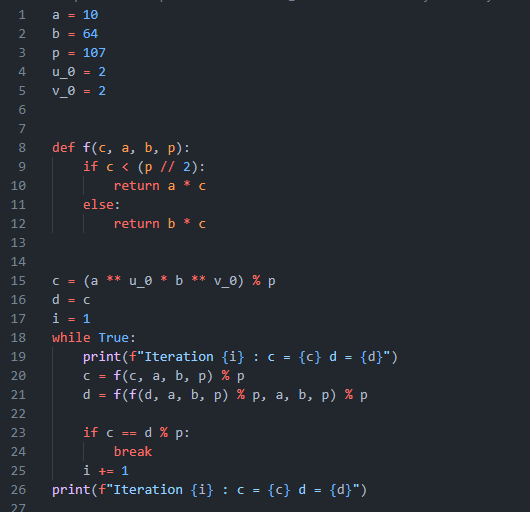 1 a = 10
2 b = 64
3 p = 107
4 u_0 = 2
5 v_0 = 2
6
7
8 def f(c, a, b, p):
9     if c < (p // 2):
10         return a * c
11     else:
12         return b * c
13
14
15 c = (a ** u_0 * b ** v_0) % p
16 d = c
17 i = 1
18 while True:
19     print(f"Iteration {i} : c = {c} d = {d}")
20     c = f(c, a, b, p) % p
21     d = f(f(d, a, b, p) % p, a, b, p) % p
22
23     if c == d % p:
24         break
25     i += 1
26 print(f"Iteration {i} : c = {c} d = {d}")
27